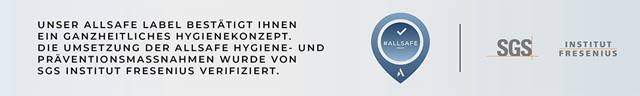 UNSER ALLSAFE LABEL BESTÄTIGT IHNEN
EIN GANZHEITLICHES HYGIENEKONZEPT.
DIE UMSETZUNG DER ALLSAFE HYGIENE- UND
PRÄVENTIONSMASSNAHMEN WURDE VON
SGS INSTITUT FRESENIUS VERIFIZIERT.
#ALLSAFE
SGS
INSTITUT
FRESENIUS